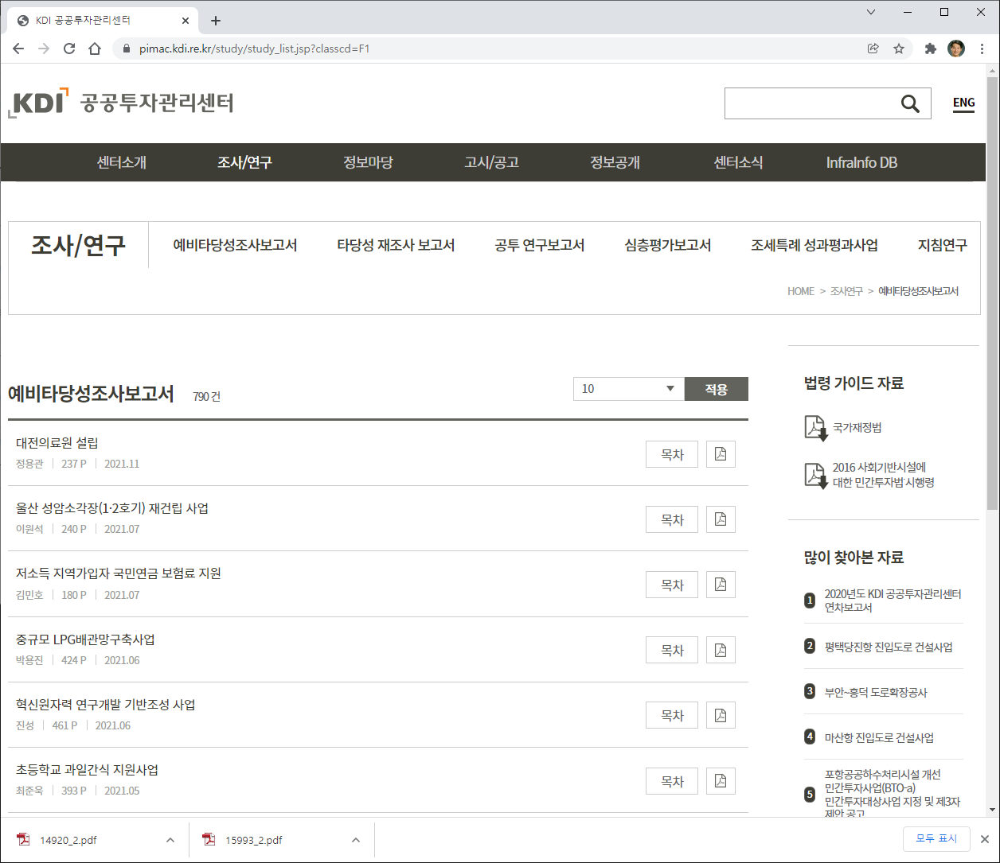 KDI 공공투자관리센터
pimac.kdi.re.kr/study/study_list.jsp?classcd=F1
KDI 공공투자관리센터
ENG
센터소개 조사/연구 정보마당 고시/공고 정보공개 센터소식 InfraInfo DB
조사/연구 예비타당성조사보고서 타당성 재조사 보고서 공투 연구보고서 심층평가보고서 조세특례 성과평과사업 지침연구
HOME > 조사연구 > 예비타당성조사보고서
예비타당성조사보고서 790 건
10 적용
대전의료원 설립
정용관 237 P 2021.11
목차
울산 성암소각장(1·2호기) 재건립 사업
이원석 240 P 2021.07
목차
저소득 지역가입자 국민연금 보험료 지원
김민호 180 P 2021.07
목차
중규모 LPG배관망구축사업
박용진 424 P 2021.06
목차
혁신원자력 연구개발 기반조성 사업
진성 461 P 2021.06
목차
초등학교 과일간식 지원사업
최준욱 393 P 2021.05
목차
법령 가이드 자료
국가재정법
2016 사회기반시설에
대한 민간투자법 시행령
많이 찾아본 자료
1 2020년도 KDI 공공투자관리센터
연차보고서
2 평택당진항 진입도로 건설사업
3 부안~흥덕 도로확장공사
4 마산항 진입도로 건설사업
5 포항공공하수처리시설 개선
민간투자사업(BTO-a)
민간투자대상사업 지정 및 제3자
제안 공고
14920_2.pdf
15993_2.pdf
모두 표시